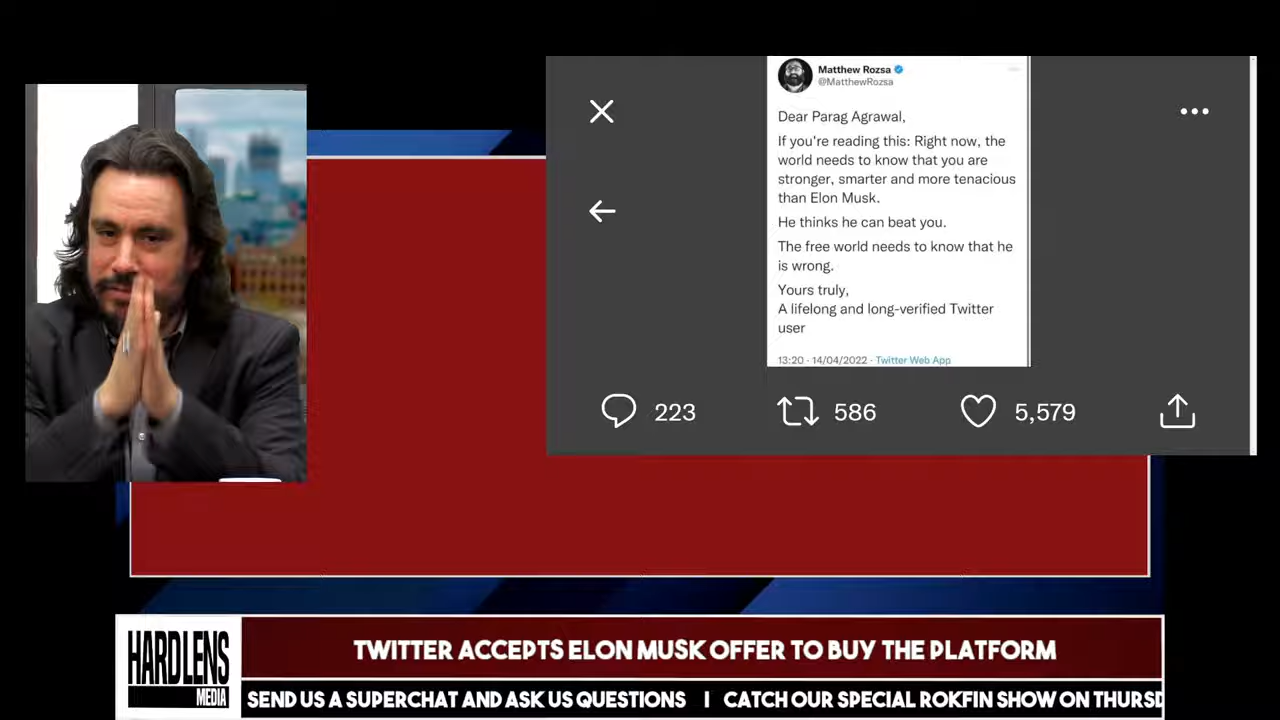 Matthew Rozsa
@MatthewRozsa
Dear Parag Agrawal,
If you're reading this: Right now, the
world needs to know that you are
stronger, smarter and more tenacious
than Elon Musk.
He thinks he can beat you.
The free world needs to know that he
is wrong.
Yours truly,
A lifelong and long-verified Twitter
user
13:20 · 14/04/2022 · Twitter Web App
223 586 5,579
HARDLENS
MEDIA
TWITTER ACCEPTS ELON MUSK OFFER TO BUY THE PLATFORM
SEND US A SUPERCHAT AND ASK US QUESTIONS | CATCH OUR SPECIAL ROKFIN SHOW ON THURSD